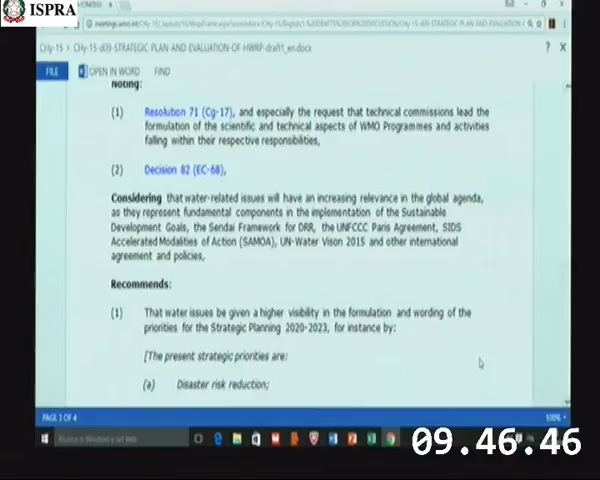 ISPRA
CHy-15 › CHy-15-d09-STRATEGIC PLAN AND EVALUATION OF-HWRP-draft1_en.docx
FILE OPEN IN WORD FIND
Noting:
(1) Resolution 71 (Cg-17), and especially the request that technical commissions lead the
formulation of the scientific and technical aspects of WMO Programmes and activities
falling within their respective responsibilities,
(2) Decision 82 (EC-68),
Considering that water-related issues will have an increasing relevance in the global agenda,
as they represent fundamental components in the implementation of the Sustainable
Development Goals, the Sendai Framework for DRR, the UNFCCC Paris Agreement, SIDS
Accelerated Modalities of Action (SAMOA), UN-Water Vison 2015 and other international
agreement and policies,
Recommends:
(1) That water issues be given a higher visibility in the formulation and wording of the
priorities for the Strategic Planning 2020-2023, for instance by:
[The present strategic priorities are:
(a) Disaster risk reduction;
PAGE 3 OF 4 100%
09.46.46